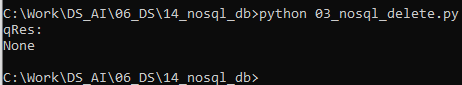 C:\Work\DS_AI\06_DS\14_nosql_db>python 03_nosql_delete.py
qRes:
None
C:\Work\DS_AI\06_DS\14_nosql_db>